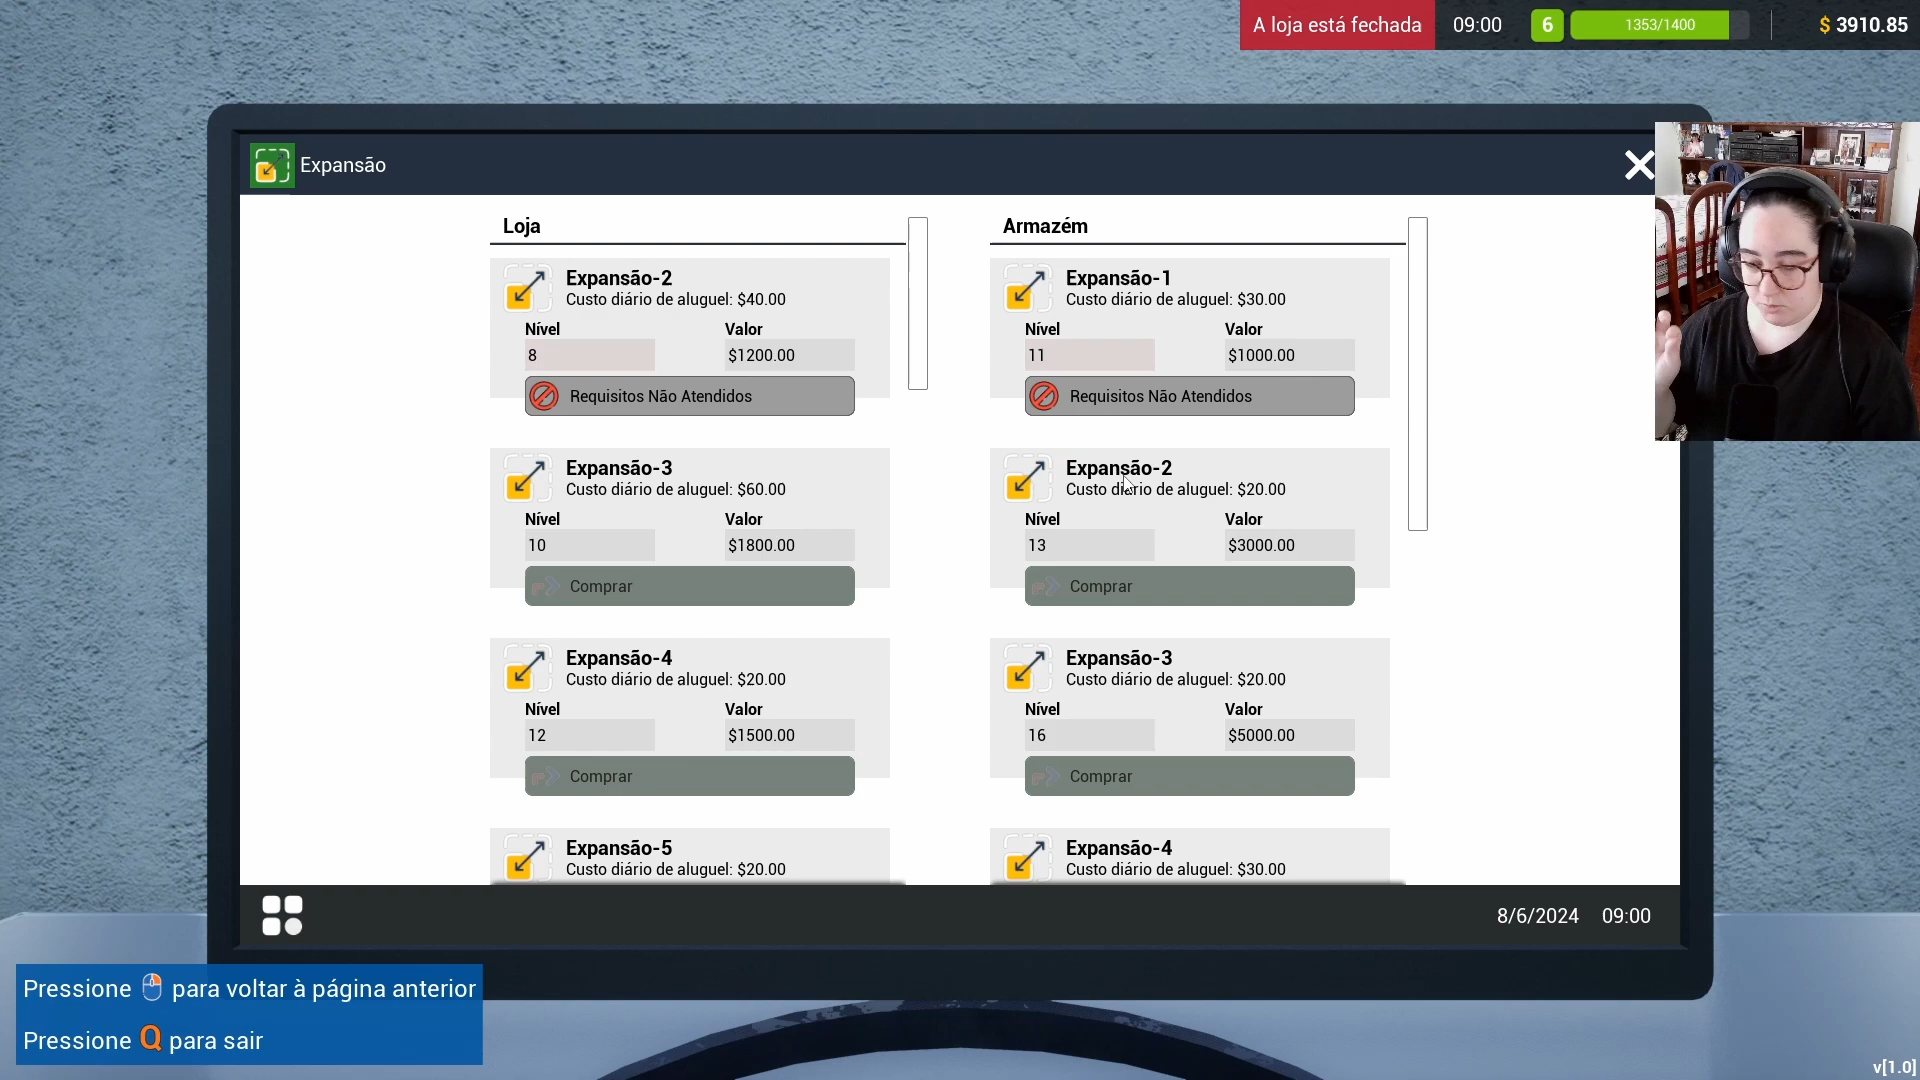 A loja está fechada
09:00
6
1353/1400
$ 3910.85
Expansão
Loja
Expansão-2
Custo diário de aluguel: $40.00
Nível
Valor
8
$1200.00
Requisitos Não Atendidos
Expansão-3
Custo diário de aluguel: $60.00
Nível
Valor
10
$1800.00
Comprar
Expansão-4
Custo diário de aluguel: $20.00
Nível
Valor
12
$1500.00
Comprar
Expansão-5
Custo diário de aluguel: $20.00
Armazém
Expansão-1
Custo diário de aluguel: $30.00
Nível
Valor
11
$1000.00
Requisitos Não Atendidos
Expansão-2
Custo diário de aluguel: $20.00
Nível
Valor
13
$3000.00
Comprar
Expansão-3
Custo diário de aluguel: $20.00
Nível
Valor
16
$5000.00
Comprar
Expansão-4
Custo diário de aluguel: $30.00
8/6/2024 09:00
Pressione para voltar à página anterior
Pressione Q para sair
v[1.0]